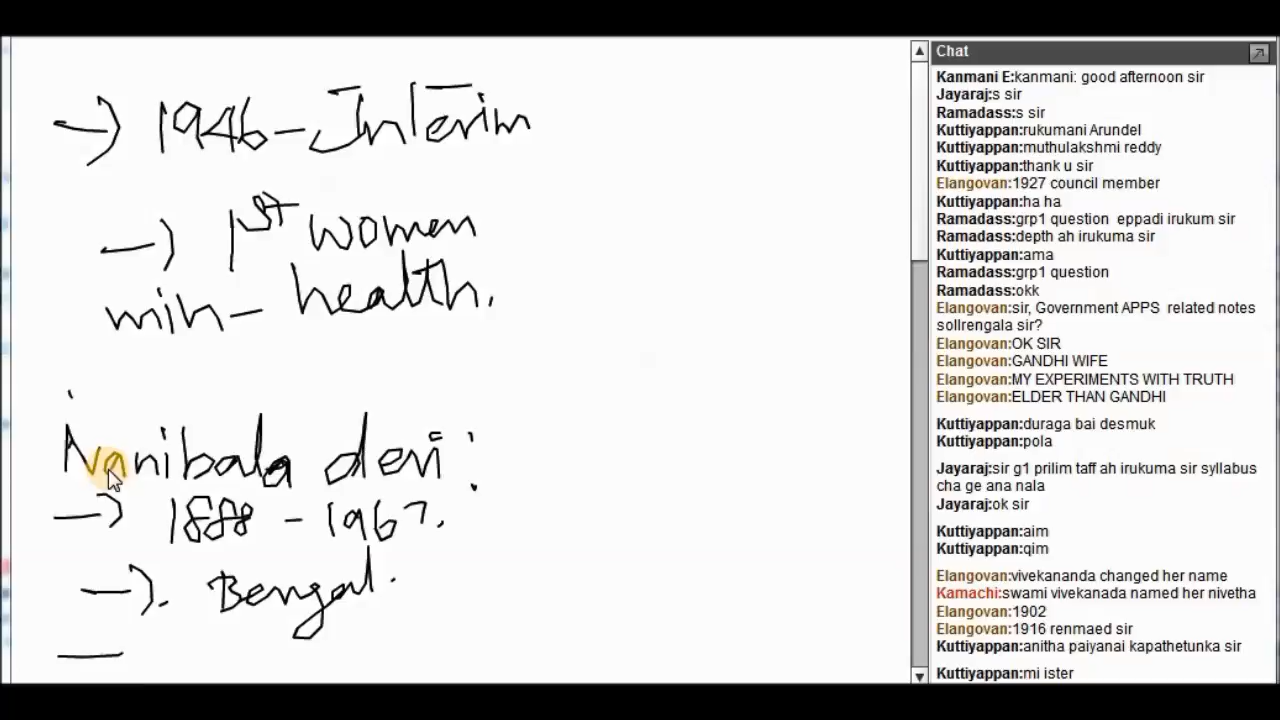 → 1946 - Interim
→ 1st women
min - health.
Nanibala devi :
→ 1888 - 1967.
→. Bengal.
Chat
Kanmani E:kanmani: good afternoon sir
Jayaraj:s sir
Ramadass:s sir
Kuttiyappan:rukumani Arundel
Kuttiyappan:muthulakshmi reddy
Kuttiyappan:thank u sir
Elangovan:1927 council member
Kuttiyappan:ha ha
Ramadass:grp1 question eppadi irukum sir
Ramadass:depth ah irukuma sir
Kuttiyappan:ama
Ramadass:grp1 question
Ramadass:okk
Elangovan:sir, Government APPS related notes
sollrengala sir?
Elangovan:OK SIR
Elangovan:GANDHI WIFE
Elangovan:MY EXPERIMENTS WITH TRUTH
Elangovan:ELDER THAN GANDHI
Kuttiyappan:duraga bai desmuk
Kuttiyappan:pola
Jayaraj:sir g1 prilim taff ah irukuma sir syllabus
cha ge ana nala
Jayaraj:ok sir
Kuttiyappan:aim
Kuttiyappan:qim
Elangovan:vivekananda changed her name
Kamachi:swami vivekanada named her nivetha
Elangovan:1902
Elangovan:1916 renmaed sir
Kuttiyappan:anitha paiyanai kapathetunka sir
Kuttiyappan:mi ister